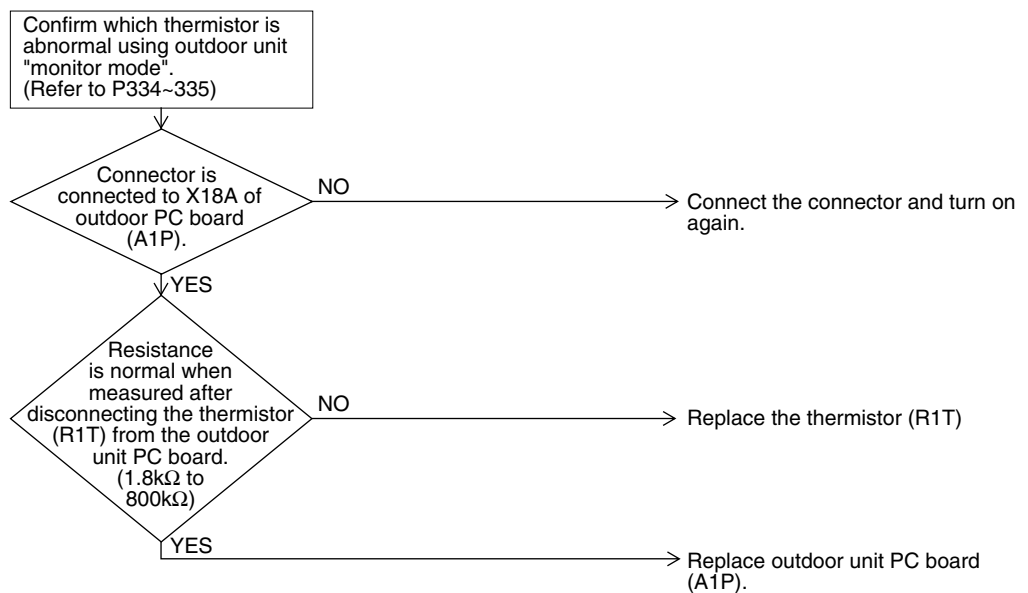 Confirm which thermistor is
abnormal using outdoor unit
"monitor mode".
(Refer to P334~335)
Connector is
connected to X18A of
outdoor PC board
(A1P).
NO
Connect the connector and turn on
again.
YES
Resistance
is normal when
measured after
disconnecting the thermistor
(R1T) from the outdoor
unit PC board.
(1.8kΩ to
800kΩ)
NO
Replace the thermistor (R1T)
YES
Replace outdoor unit PC board
(A1P).